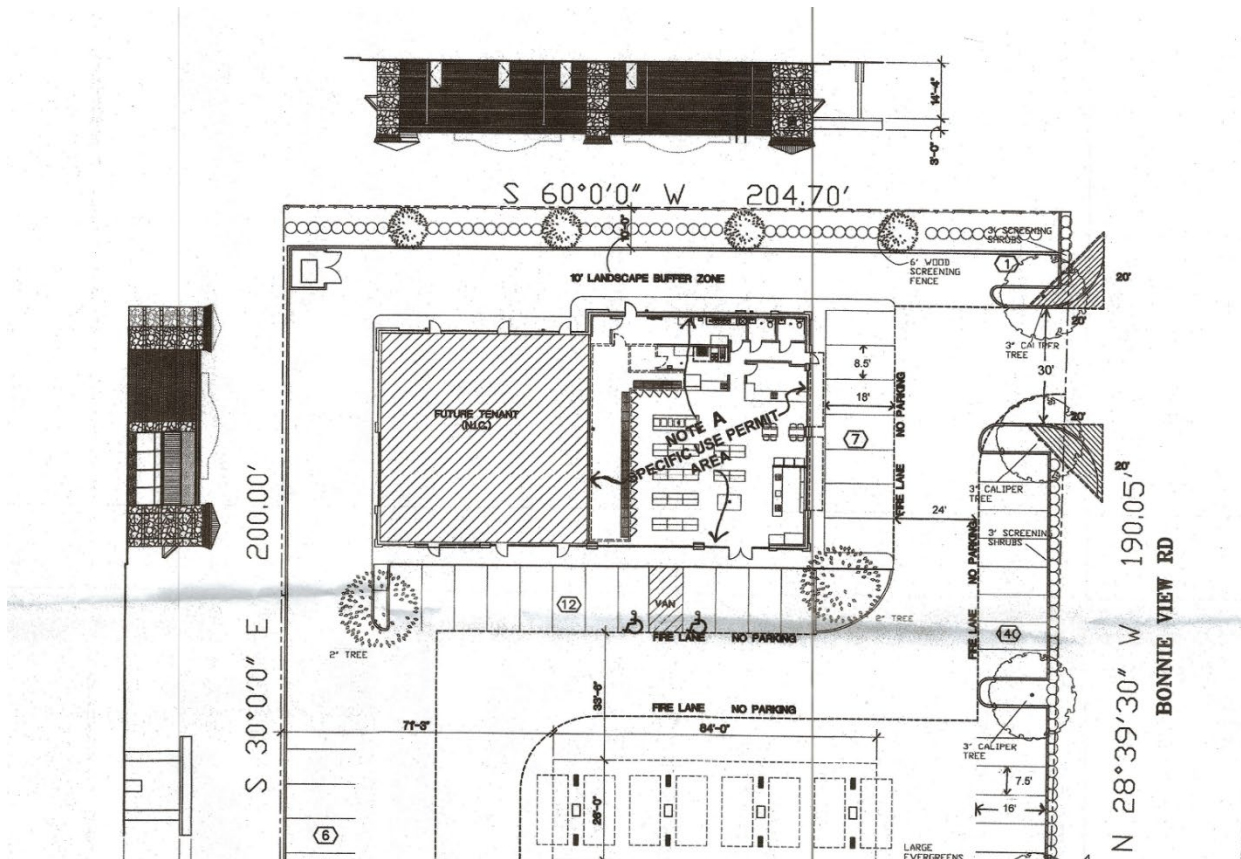 14'-4"
3'-0"
S 60°0'0" W 204.70'
10'-0"
3' SCREENING
SHRUBS
6' WOOD
SCREENING
FENCE
1
20'
10' LANDSCAPE BUFFER ZONE
20'
3" CALIPER
TREE
30'
8.5'
18'
FUTURE TENANT
(N.I.C.)
NOTE A
SPECIFIC USE PERMIT
AREA
7
FIRE LANE NO PARKING
20'
20'
3" CALIPER
TREE
24'
3' SCREENING
SHRUBS
S 30°0'0" E 200.00'
N 28°39'30" W 190.05'
BONNIE VIEW RD
12
VAN
2" TREE
2" TREE
FIRE LANE NO PARKING
FIRE LANE NO PARKING
4
33'-6"
FIRE LANE NO PARKING
71'-3"
84'-0"
3" CALIPER
TREE
7.5'
16'
26'-0"
6
LARGE
EVERGREENS